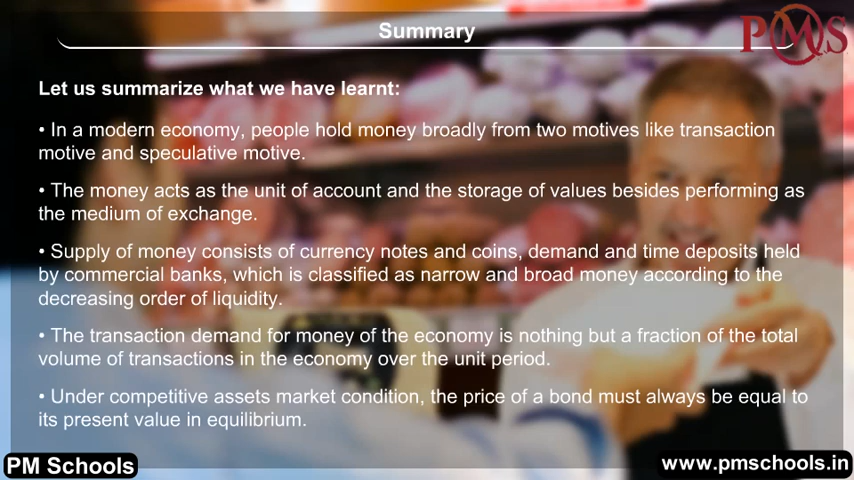 Summary
PMS
Let us summarize what we have learnt:
• In a modern economy, people hold money broadly from two motives like transaction
motive and speculative motive.
• The money acts as the unit of account and the storage of values besides performing as
the medium of exchange.
• Supply of money consists of currency notes and coins, demand and time deposits held
by commercial banks, which is classified as narrow and broad money according to the
decreasing order of liquidity.
• The transaction demand for money of the economy is nothing but a fraction of the total
volume of transactions in the economy over the unit period.
• Under competitive assets market condition, the price of a bond must always be equal to
its present value in equilibrium.
PM Schools
www.pmschools.in